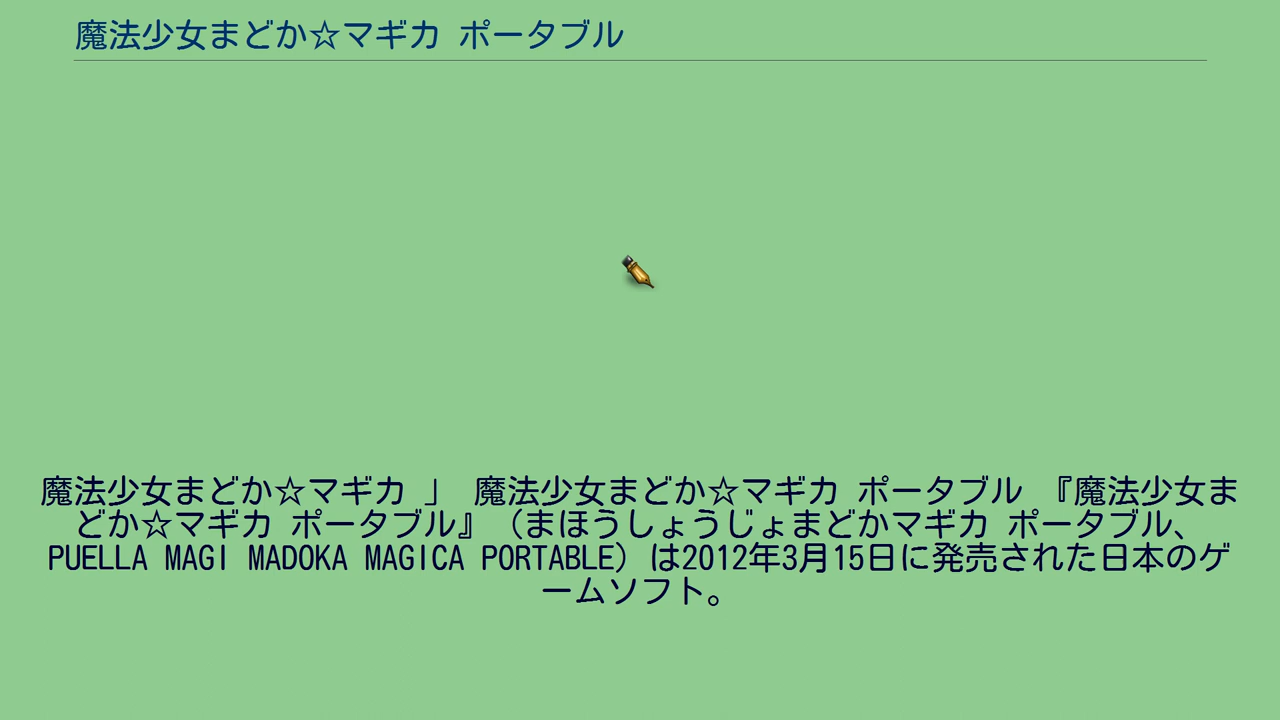 魔法少女まどか☆マギカ ポータブル
魔法少女まどか☆マギカ 」 魔法少女まどか☆マギカ ポータブル 『魔法少女ま
どか☆マギカ ポータブル』（まほうしょうじょまどかマギカ ポータブル、
PUELLA MAGI MADOKA MAGICA PORTABLE）は2012年3月15日に発売された日本のゲ
ームソフト。